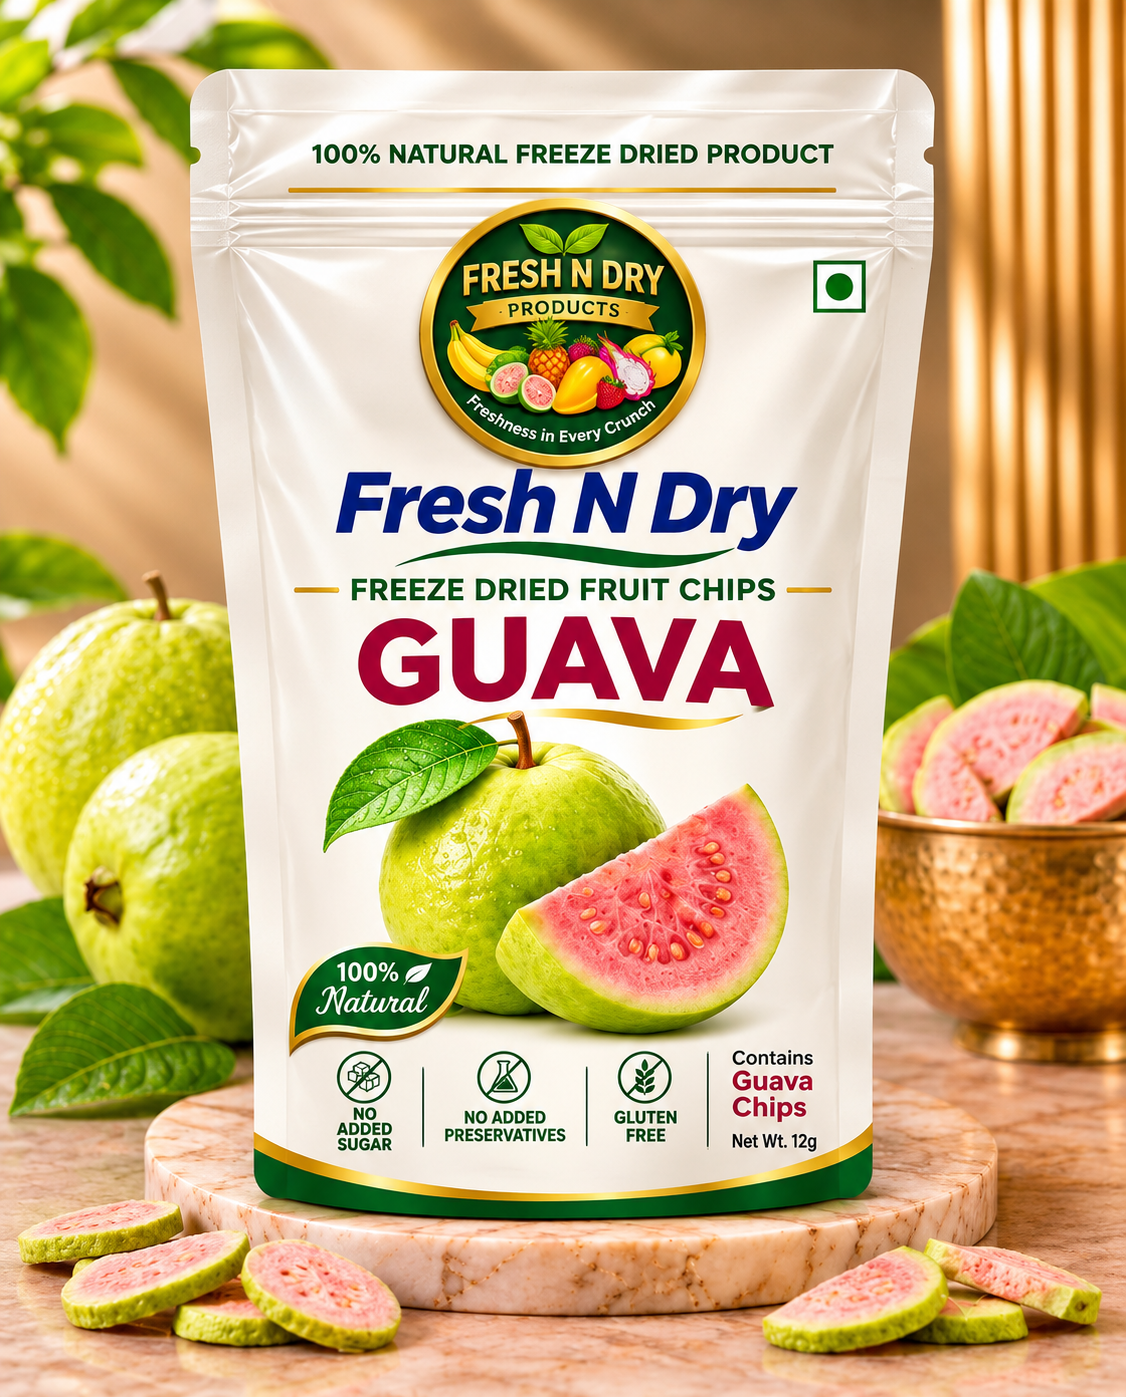 100% NATURAL FREEZE DRIED PRODUCT
FRESH N DRY
PRODUCTS
Freshness in Every Crunch
Fresh N Dry
FREEZE DRIED FRUIT CHIPS
GUAVA
100%
Natural
NO
ADDED
SUGAR
NO ADDED
PRESERVATIVES
GLUTEN
FREE
Contains
Guava
Chips
Net Wt. 12g